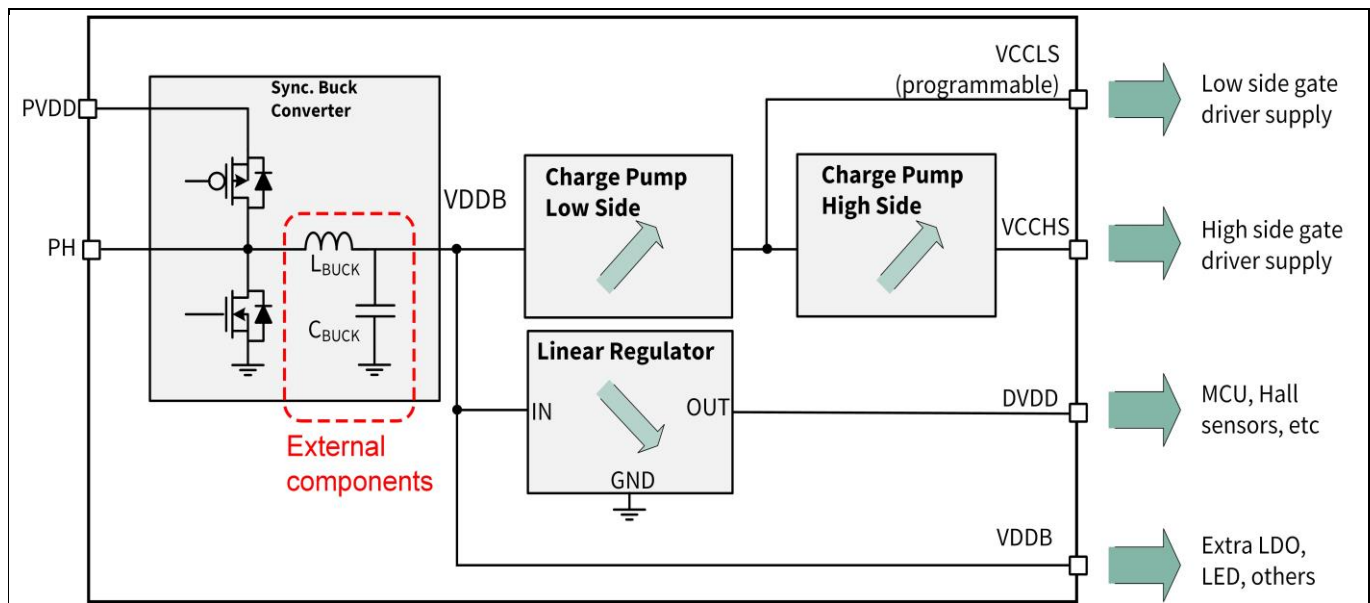 Sync. Buck
Converter
PVDD
PH
LBUCK
CBUCK
External
components
VDDB
Charge Pump
Low Side
Charge Pump
High Side
Linear Regulator
IN
OUT
GND
VCCLS
(programmable)
VCCHS
DVDD
VDDB
Low side gate
driver supply
High side gate
driver supply
MCU, Hall
sensors, etc
Extra LDO,
LED, others